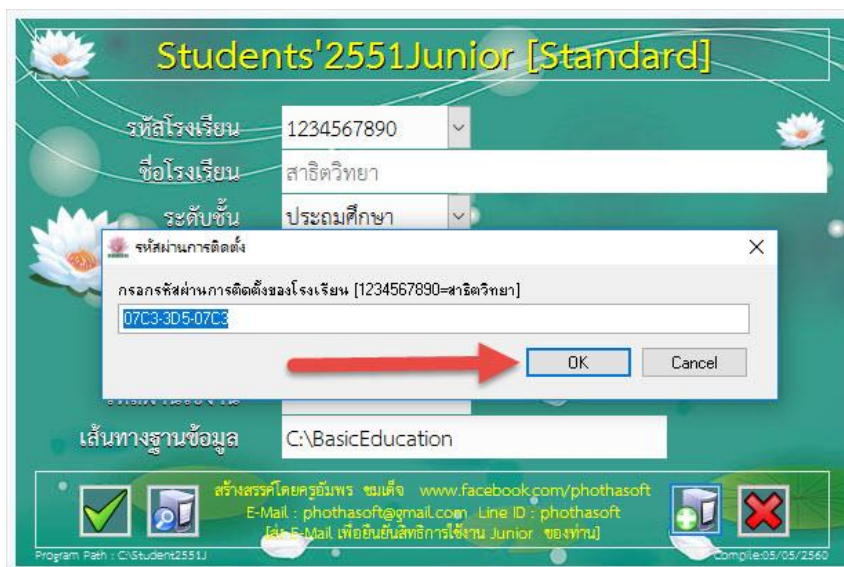 Students'2551Junior [Standard]
รหัสโรงเรียน 1234567890
ชื่อโรงเรียน สาธิตวิทยา
ระดับชั้น ประถมศึกษา
รหัสผ่านการติดตั้ง
กรอกรหัสผ่านการติดตั้งของโรงเรียน [1234567890=สาธิตวิทยา]
07C3-3D5-07C3
OK Cancel
เส้นทางฐานข้อมูล C:\BasicEducation
สร้างสรรค์โดยครูอัมพร ขมเด็จ www.facebook.com/phothasoft
E-Mail : phothasoft@gmail.com Line ID : phothasoft
[ส่ง E-Mail เพื่อยืนยันสิทธิการใช้งาน Junior ของท่าน]
Program Path : C:\Student2551J Compile:05/05/2560